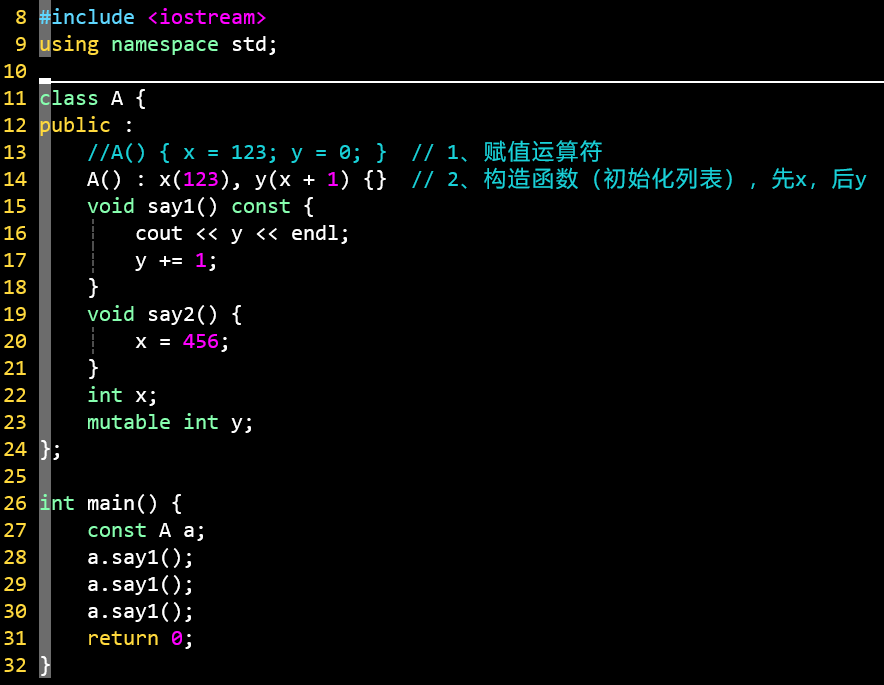 8 #include <iostream>
9 using namespace std;
10
11 class A {
12 public :
13     //A() { x = 123; y = 0; }  // 1、赋值运算符
14     A() : x(123), y(x + 1) {}  // 2、构造函数（初始化列表），先x，后y
15     void say1() const {
16         cout << y << endl;
17         y += 1;
18     }
19     void say2() {
20         x = 456;
21     }
22     int x;
23     mutable int y;
24 };
25
26 int main() {
27     const A a;
28     a.say1();
29     a.say1();
30     a.say1();
31     return 0;
32 }